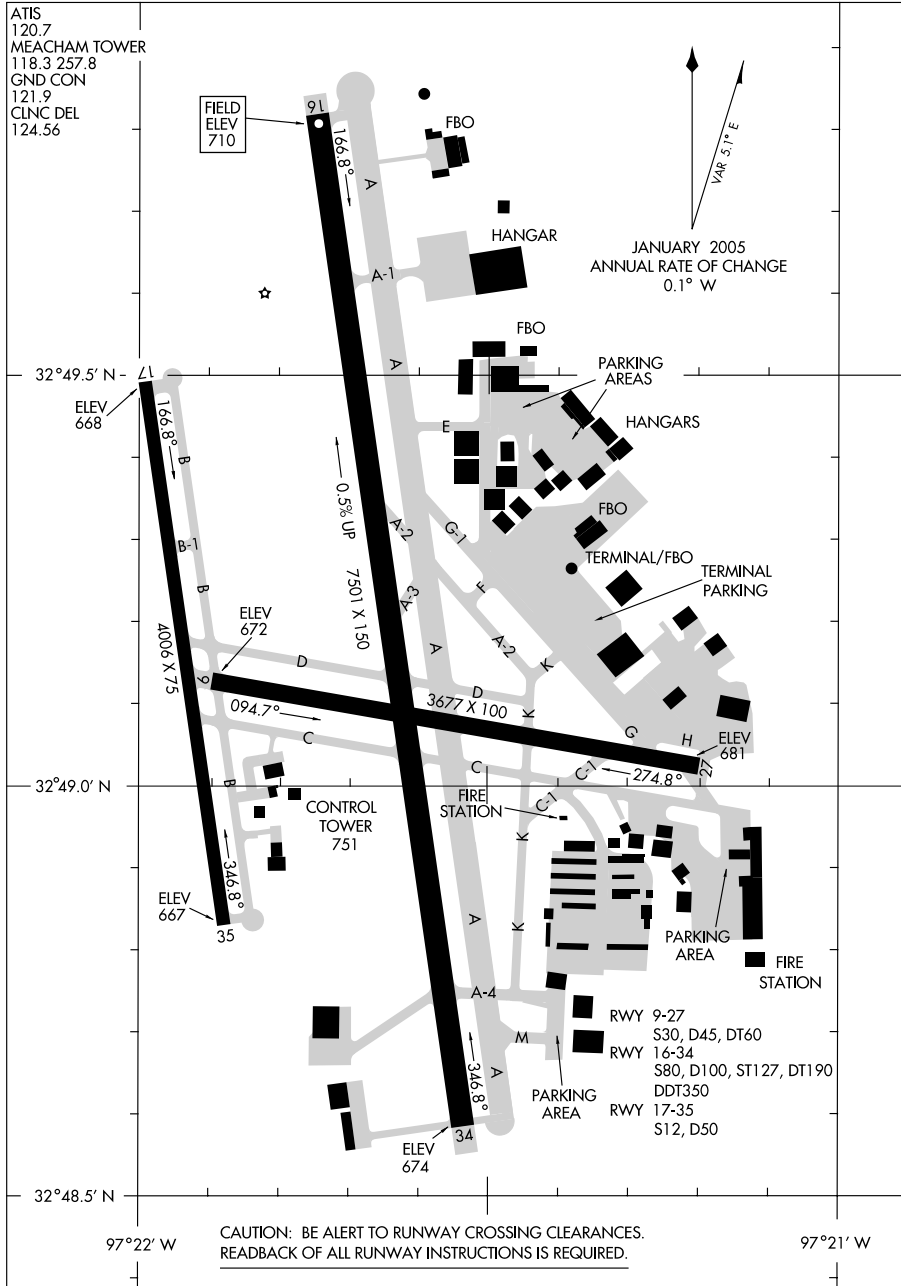 ATIS
120.7
MEACHAM TOWER
118.3 257.8
GND CON
121.9
CLNC DEL
124.56
FIELD
ELEV
710
16
166.8°
A
FBO
VAR 5.1° E
JANUARY 2005
ANNUAL RATE OF CHANGE
0.1° W
HANGAR
A-1
FBO
A
PARKING
AREAS
32°49.5' N
17
ELEV
668
166.8°
E
HANGARS
B
0.5% UP
A-2
G-1
FBO
B-1
TERMINAL/FBO
TERMINAL
PARKING
F
B
A-3
7501 X 150
ELEV
672
4006 X 75
A
A-2
D
K
9
D
3677 X 100
K
094.7°
G
H
ELEV
681
C
C
C-1
274.8°
27
32°49.0' N
B
CONTROL
TOWER
751
FIRE
STATION
C-1
K
346.8°
ELEV
667
35
A
K
PARKING
AREA
FIRE
STATION
A-4
RWY 9-27
S30, D45, DT60
M
RWY 16-34
S80, D100, ST127, DT190
DDT350
346.8°
A
PARKING
AREA
RWY 17-35
S12, D50
34
ELEV
674
32°48.5' N
97°22' W
CAUTION: BE ALERT TO RUNWAY CROSSING CLEARANCES.
READBACK OF ALL RUNWAY INSTRUCTIONS IS REQUIRED.
97°21' W